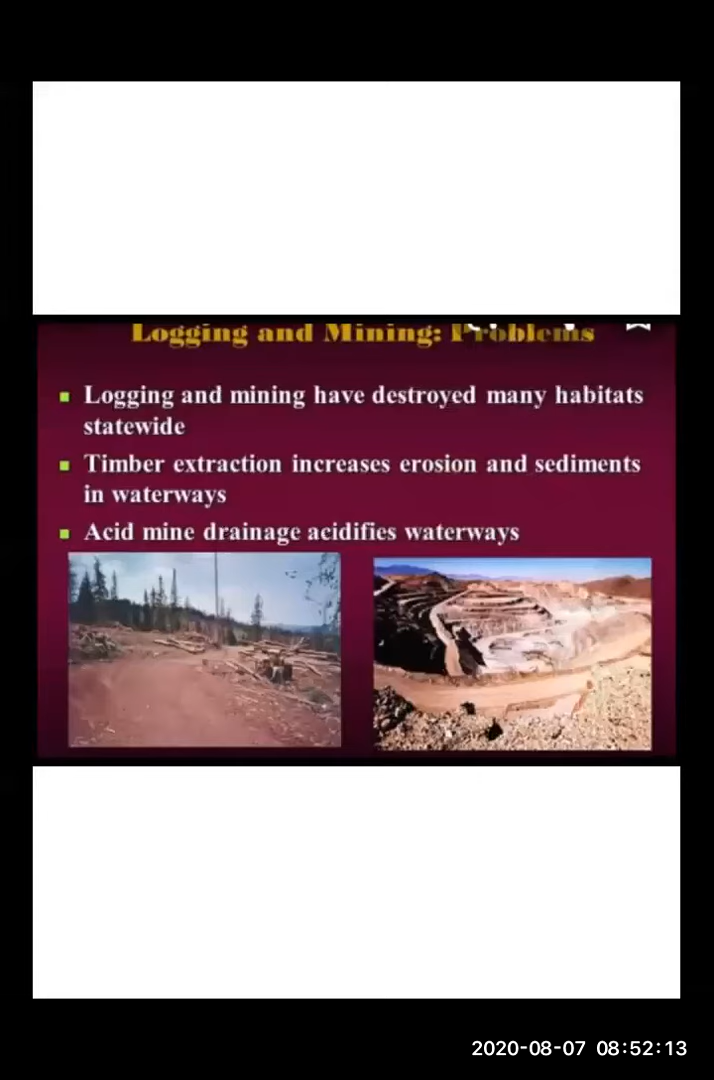 Logging and Mining: Problems
Logging and mining have destroyed many habitats
statewide
Timber extraction increases erosion and sediments
in waterways
Acid mine drainage acidifies waterways
2020-08-07 08:52:13